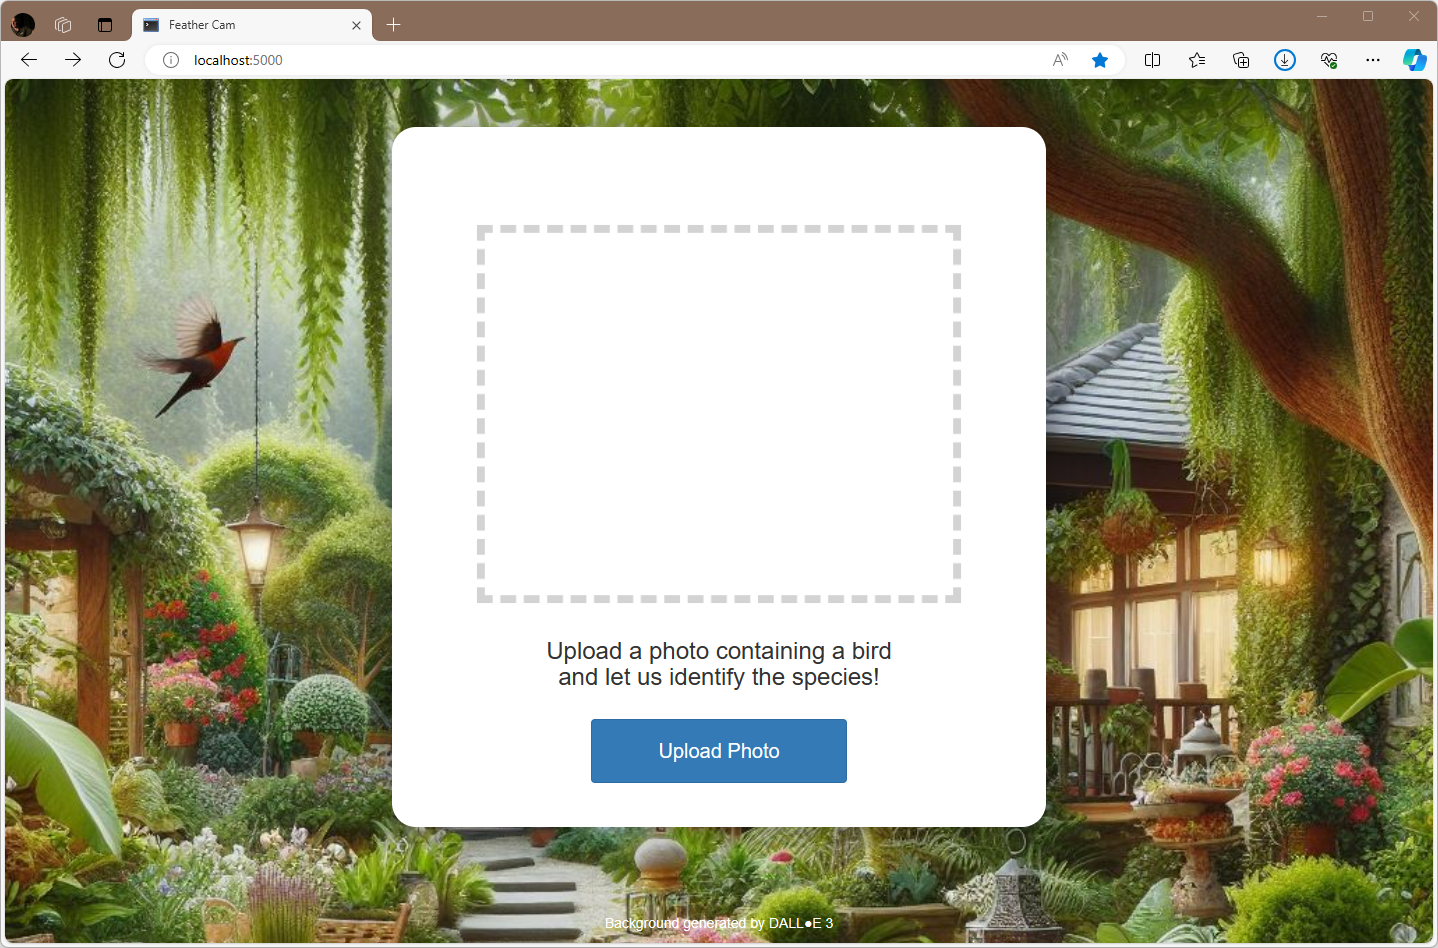 Feather Cam
localhost:5000
Upload a photo containing a bird
and let us identify the species!
Upload Photo
Background generated by DALL●E 3